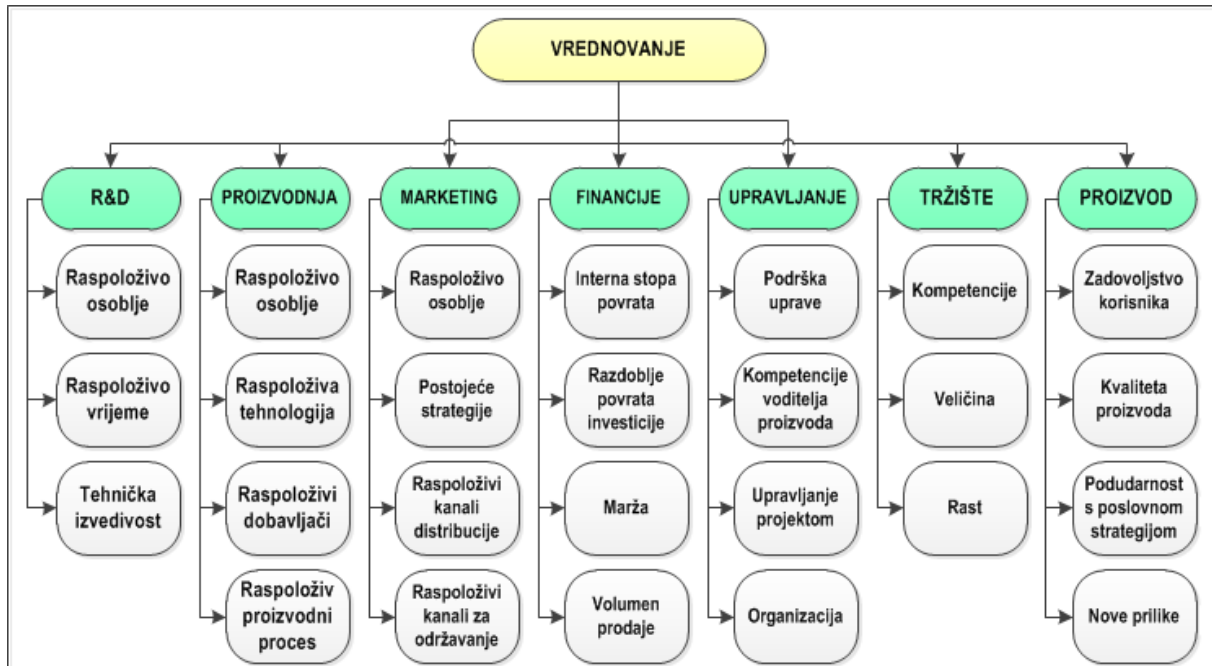 VREDNOVANJE
R&D
PROIZVODNJA
MARKETING
FINANCIJE
UPRAVLJANJE
TRŽIŠTE
PROIZVOD
Raspoloživo
osoblje
Raspoloživo
vrijeme
Tehnička
izvedivost
Raspoloživo
osoblje
Raspoloživa
tehnologija
Raspoloživi
dobavljači
Raspoloživ
proizvodni
proces
Raspoloživo
osoblje
Postojeće
strategije
Raspoloživi
kanali
distribucije
Raspoloživi
kanali za
održavanje
Interna stopa
povrata
Razdoblje
povrata
investicije
Marža
Volumen
prodaje
Podrška
uprave
Kompetencije
voditelja
proizvoda
Upravljanje
projektom
Organizacija
Kompetencije
Veličina
Rast
Zadovoljstvo
korisnika
Kvaliteta
proizvoda
Podudarnost
s poslovnom
strategijom
Nove prilike